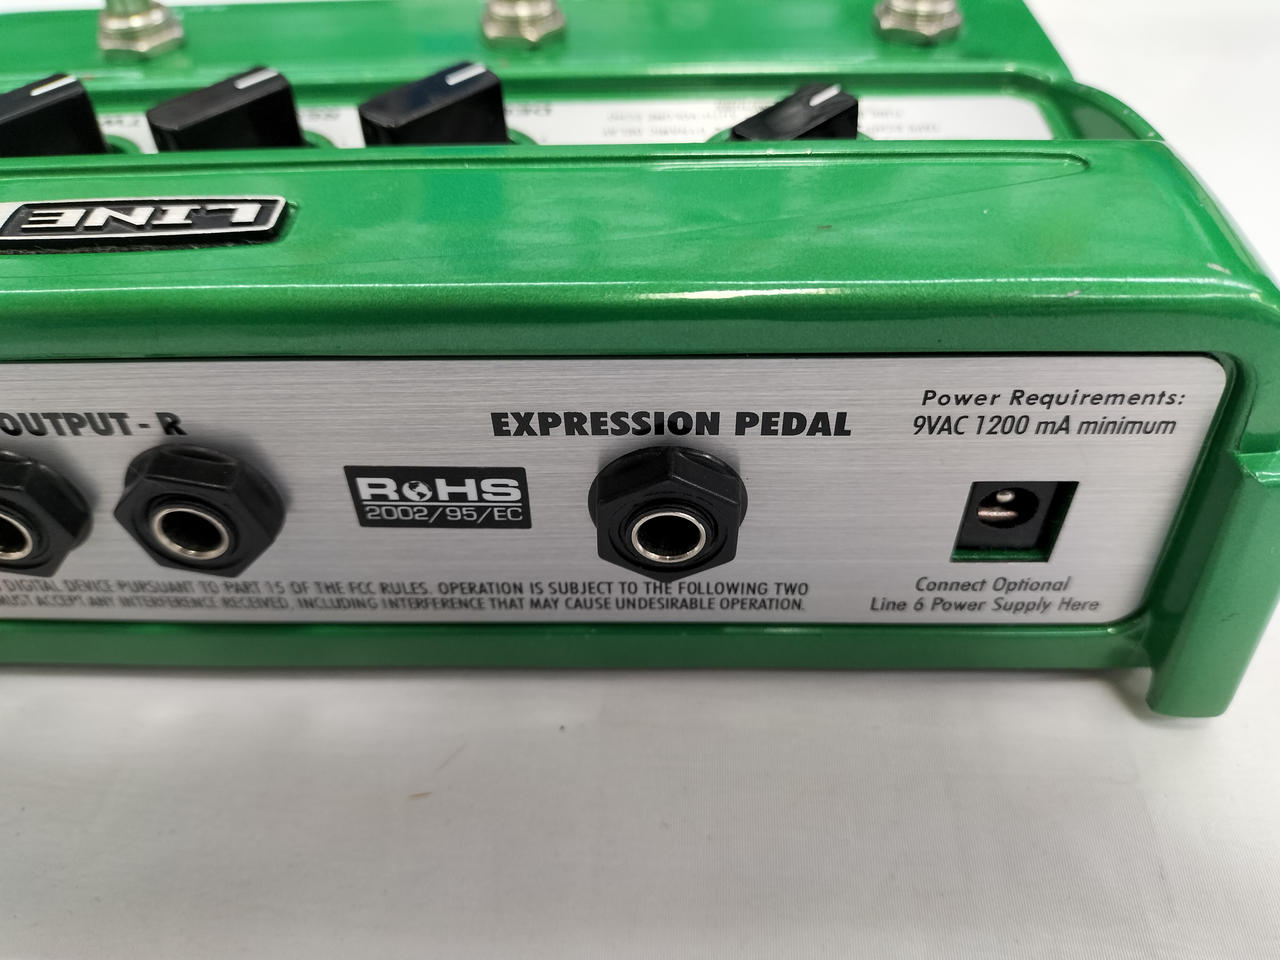 LINE
OUTPUT - R
EXPRESSION PEDAL
Power Requirements:
9VAC 1200 mA minimum
RoHS
2002/95/EC
DIGITAL DEVICE PURSUANT TO PART 15 OF THE FCC RULES. OPERATION IS SUBJECT TO THE FOLLOWING TWO
MUST ACCEPT ANY INTERFERENCE RECEIVED, INCLUDING INTERFERENCE THAT MAY CAUSE UNDESIRABLE OPERATION.
Connect Optional
Line 6 Power Supply Here